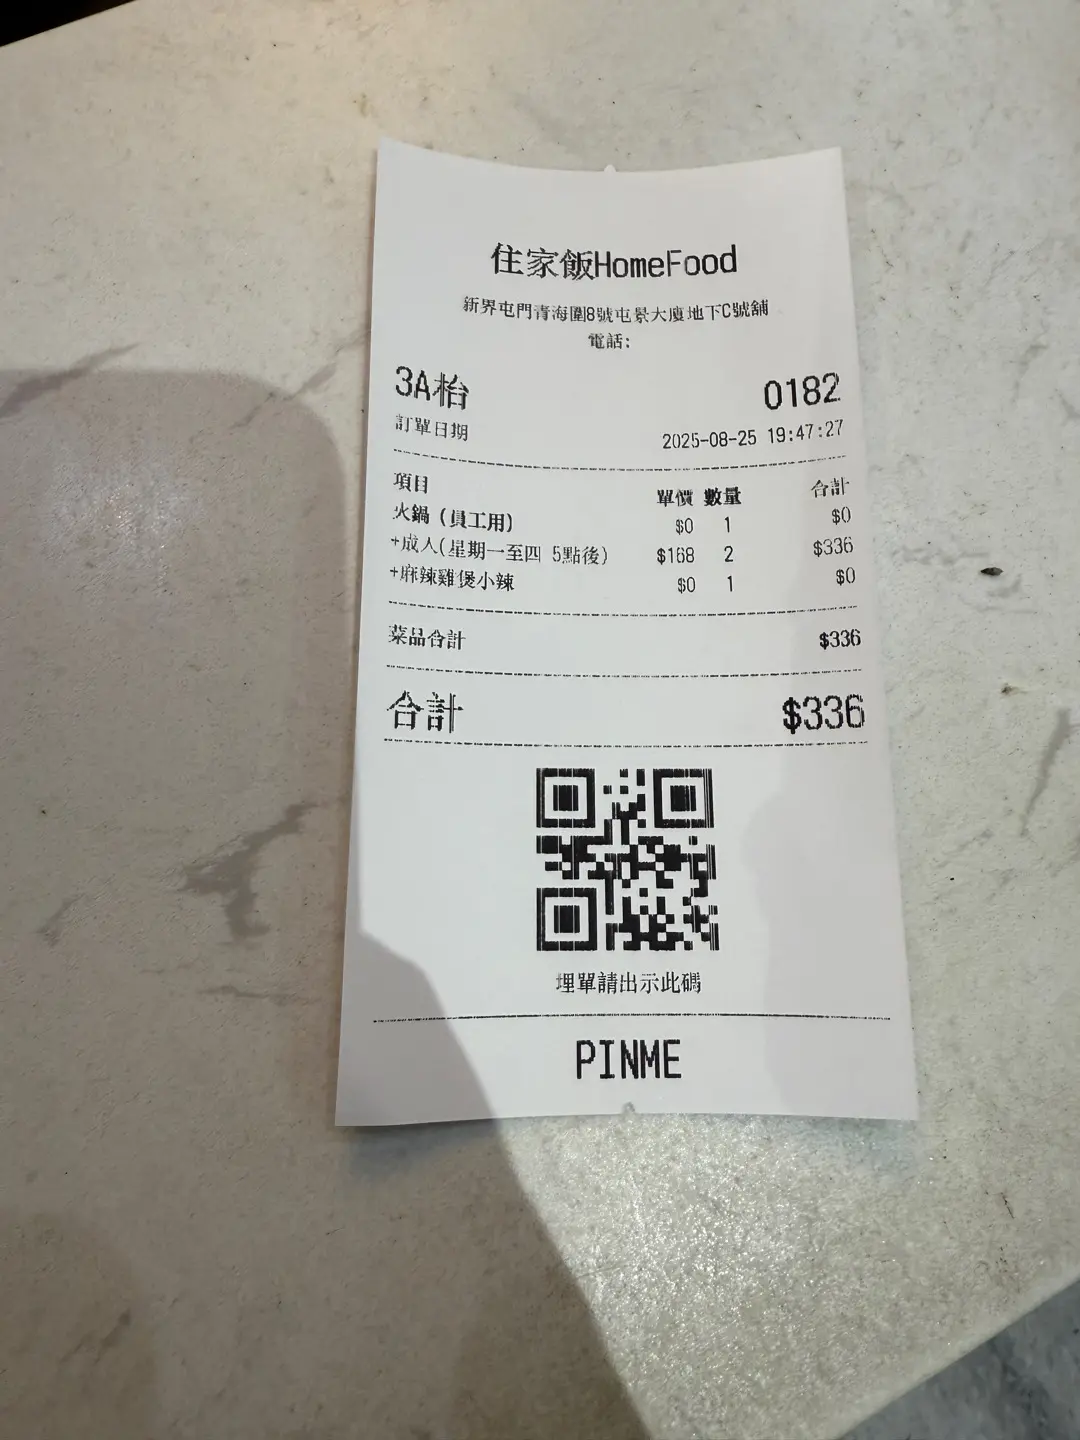 住家飯HomeFood
新界屯門青海圍8號屯景大廈地下C號舖
電話:
3A枱 0182
訂單日期 2025-08-25 19:47:27
項目 單價 數量 合計
火鍋（員工用） $0 1 $0
+成人(星期一至四 5點後) $168 2 $336
+麻辣雞煲小辣 $0 1 $0
菜品合計 $336
合計 $336
埋單請出示此碼
PINME